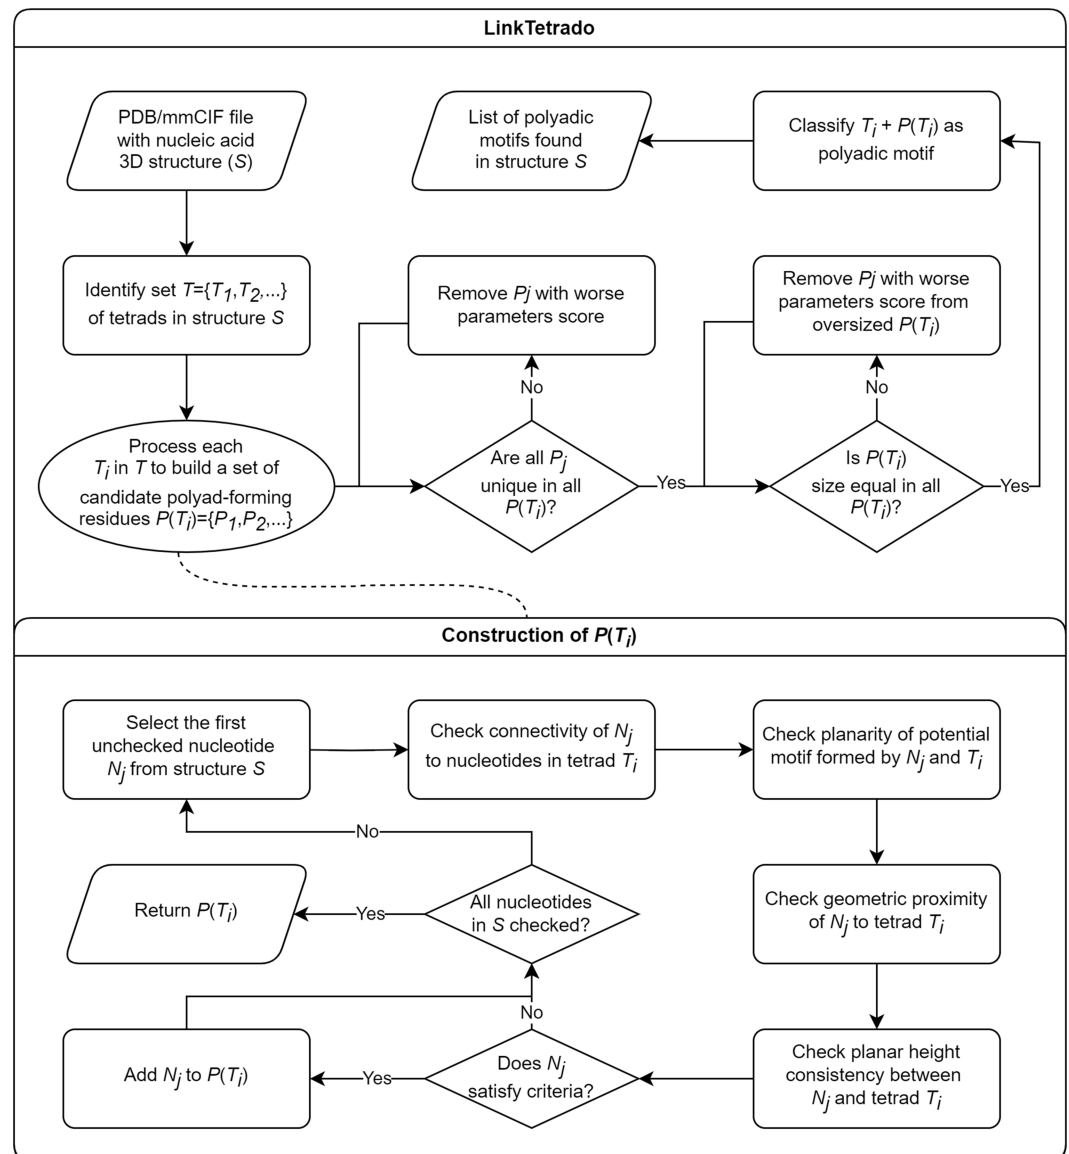 LinkTetrado
PDB/mmCIF file
with nucleic acid
3D structure (S)
List of polyadic
motifs found
in structure S
Classify Ti + P(Ti) as
polyadic motif
Identify set T={T1,T2,...}
of tetrads in structure S
Remove Pj with worse
parameters score
Remove Pj with worse
parameters score from
oversized P(Ti)
No
No
Process each
Ti in T to build a set of
candidate polyad-forming
residues P(Ti)={P1,P2,...}
Are all Pj
unique in all
P(Ti)?
Yes
Is P(Ti)
size equal in all
P(Ti)?
Yes
Construction of P(Ti)
Select the first
unchecked nucleotide
Nj from structure S
Check connectivity of Nj
to nucleotides in tetrad Ti
Check planarity of potential
motif formed by Nj and Ti
No
Return P(Ti)
Yes
All nucleotides
in S checked?
Check geometric proximity
of Nj to tetrad Ti
No
Add Nj to P(Ti)
Yes
Does Nj
satisfy criteria?
Check planar height
consistency between
Nj and tetrad Ti